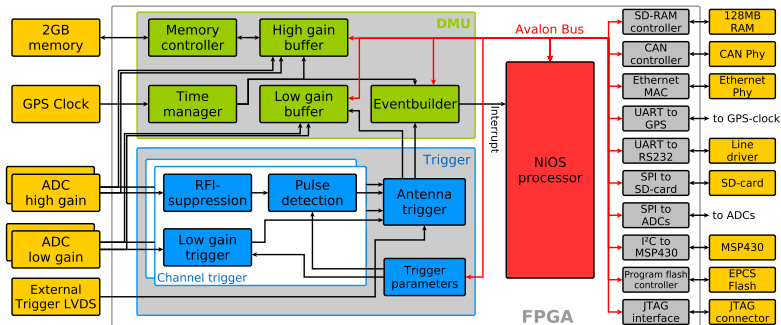 2GB
memory
GPS Clock
ADC
high gain
ADC
low gain
External
Trigger LVDS
DMU
Memory
controller
High gain
buffer
Time
manager
Low gain
buffer
Eventbuilder
Trigger
RFI-
suppression
Pulse
detection
Antenna
trigger
Low gain
trigger
Channel trigger
Trigger
parameters
Avalon Bus
Interrupt
NIOS
processor
FPGA
SD-RAM
controller
128MB
RAM
CAN
controller
CAN Phy
Ethernet
MAC
Ethernet
Phy
UART to
GPS
to GPS-clock
UART to
RS232
Line
driver
SPI to
SD-card
SD-card
SPI to
ADCs
to ADCs
I²C to
MSP430
MSP430
Program flash
controller
EPCS
Flash
JTAG
interface
JTAG
connector